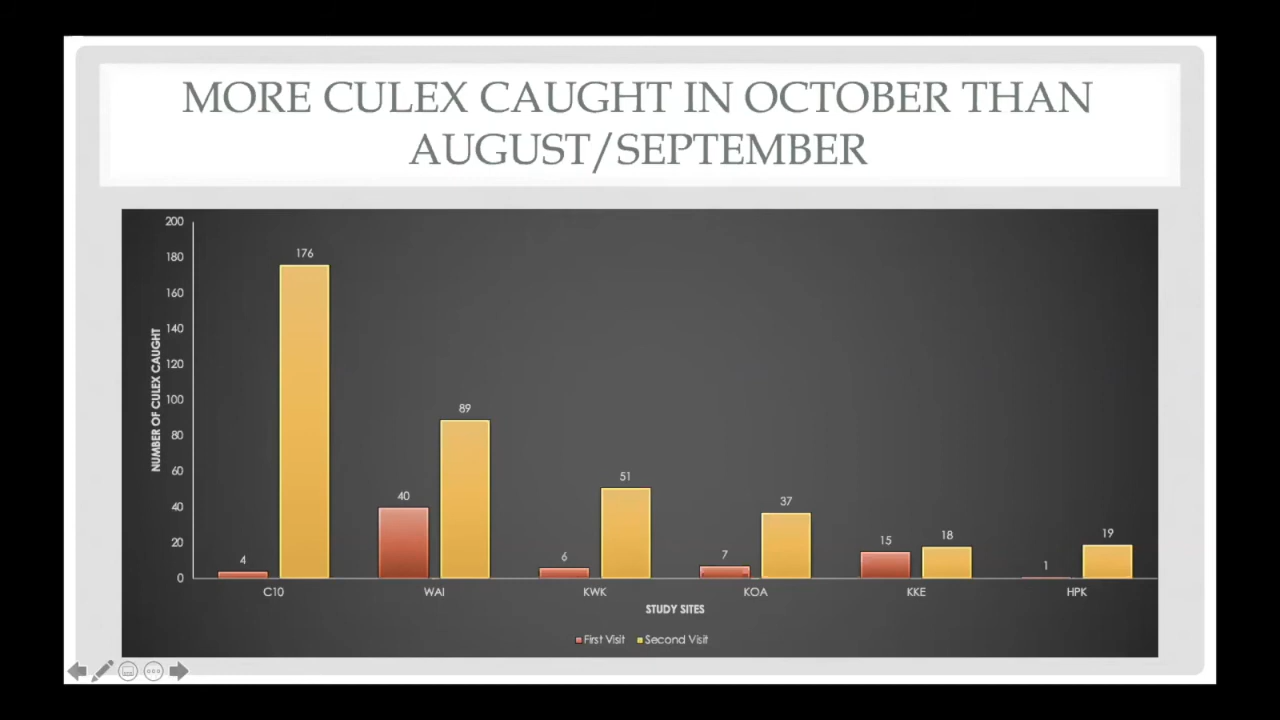 MORE CULEX CAUGHT IN OCTOBER THAN
AUGUST/SEPTEMBER
NUMBER OF CULEX CAUGHT
200
180
160
140
120
100
80
60
40
20
0
4
176
40
89
6
51
7
37
15
18
1
19
C10
WAI
KWK
KOA
KKE
HPK
STUDY SITES
First Visit
Second Visit